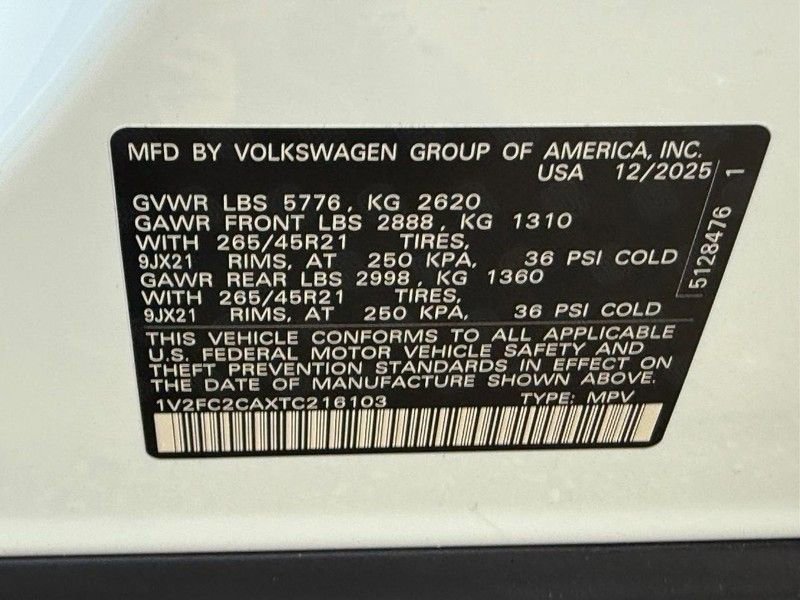 MFD BY VOLKSWAGEN GROUP OF AMERICA, INC.
USA 12/2025
GVWR LBS 5776, KG 2620
GAWR FRONT LBS 2888, KG 1310
WITH 265/45R21 TIRES,
9JX21 RIMS, AT 250 KPA, 36 PSI COLD
GAWR REAR LBS 2998, KG 1360
WITH 265/45R21 TIRES,
9JX21 RIMS, AT 250 KPA, 36 PSI COLD
THIS VEHICLE CONFORMS TO ALL APPLICABLE
U.S. FEDERAL MOTOR VEHICLE SAFETY AND
THEFT PREVENTION STANDARDS IN EFFECT ON
THE DATE OF MANUFACTURE SHOWN ABOVE.
1V2FC2CAXTC216103 TYPE: MPV
5128476 1